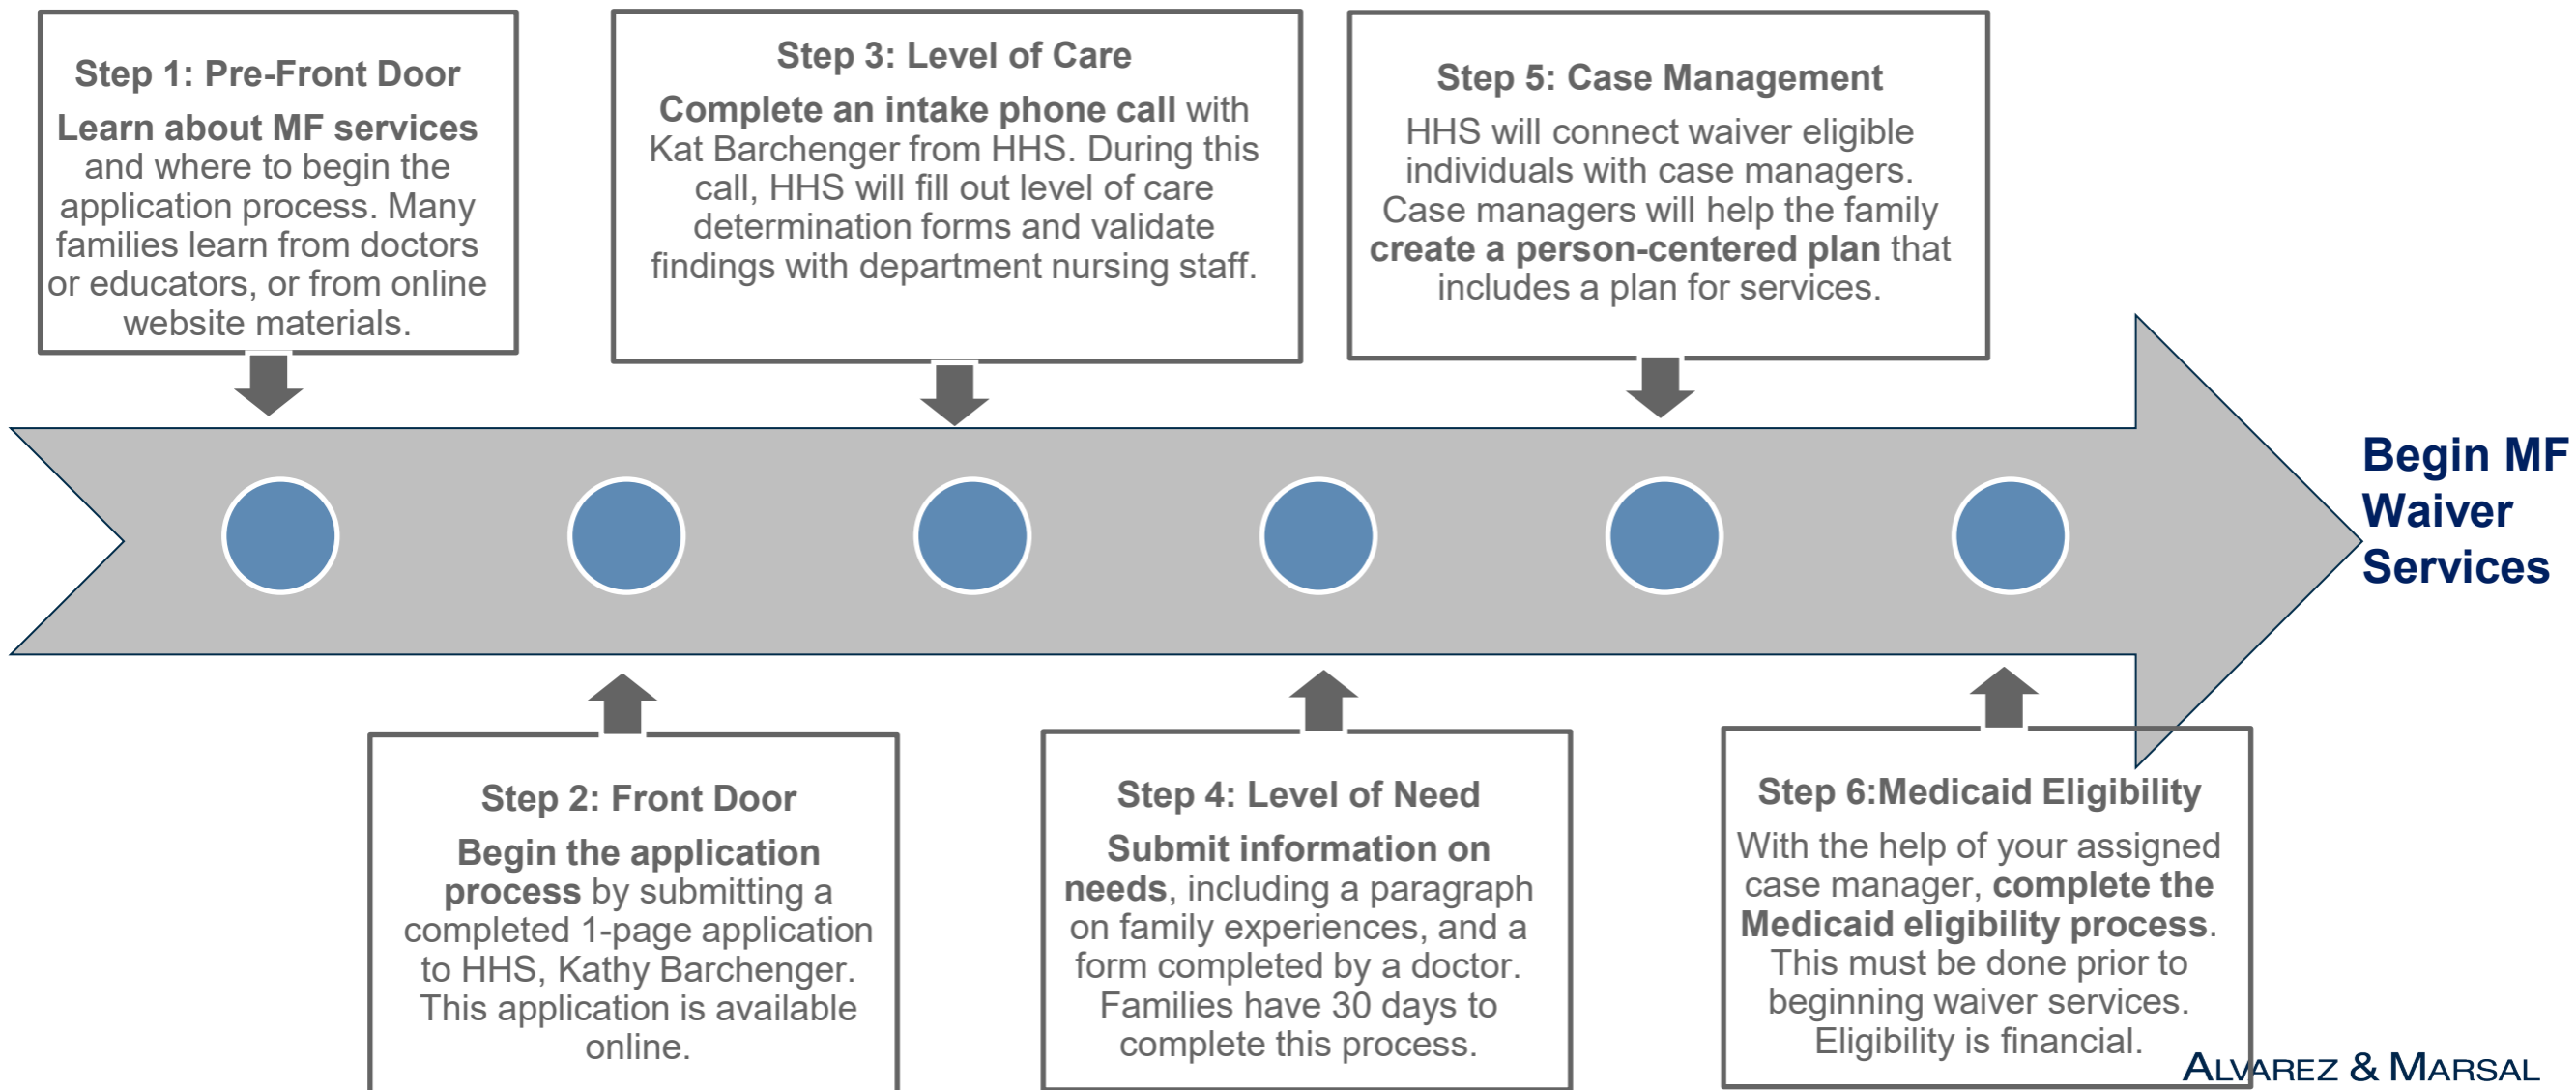 Step 1: Pre-Front Door
Learn about MF services
and where to begin the
application process. Many
families learn from doctors
or educators, or from online
website materials.
Step 2: Front Door
Begin the application
process by submitting a
completed 1-page application
to HHS, Kathy Barchenger.
This application is available
online.
Step 3: Level of Care
Complete an intake phone call with
Kat Barchenger from HHS. During this
call, HHS will fill out level of care
determination forms and validate
findings with department nursing staff.
Step 4: Level of Need
Submit information on
needs, including a paragraph
on family experiences, and a
form completed by a doctor.
Families have 30 days to
complete this process.
Step 5: Case Management
HHS will connect waiver eligible
individuals with case managers.
Case managers will help the family
create a person-centered plan that
includes a plan for services.
Step 6:Medicaid Eligibility
With the help of your assigned
case manager, complete the
Medicaid eligibility process.
This must be done prior to
beginning waiver services.
Eligibility is financial.
Begin MF
Waiver
Services
ALVAREZ & MARSAL